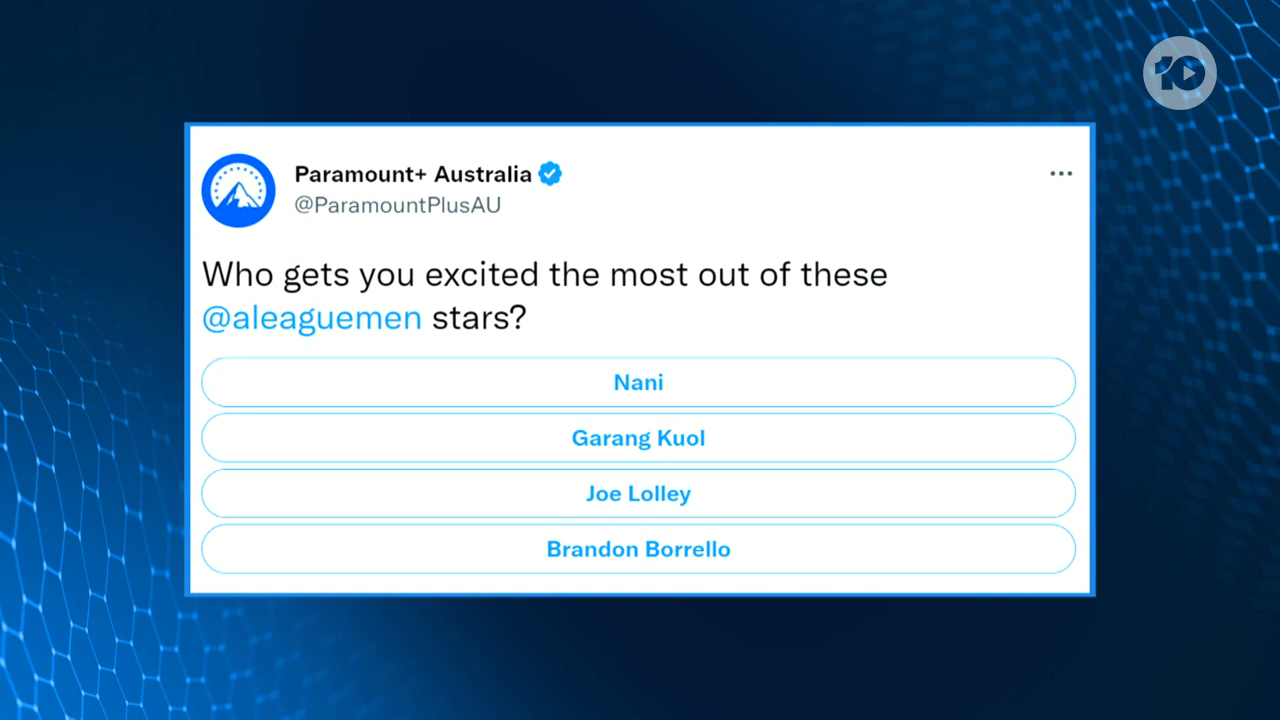 10
Paramount+ Australia
@ParamountPlusAU
Who gets you excited the most out of these
@aleaguemen stars?
Nani
Garang Kuol
Joe Lolley
Brandon Borrello